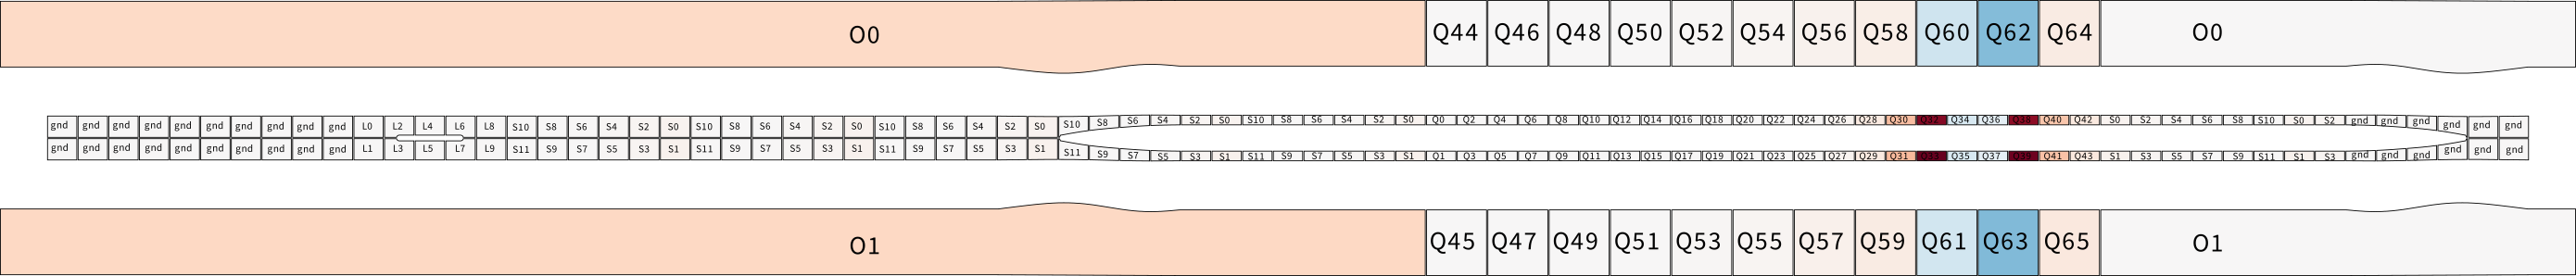 O0 Q44 Q46 Q48 Q50 Q52 Q54 Q56 Q58 Q60 Q62 Q64 O0
gnd gnd gnd gnd gnd gnd gnd gnd gnd gnd L0 L2 L4 L6 L8 S10 S8 S6 S4 S2 S0 S10 S8 S6 S4 S2 S0 S10 S8 S6 S4 S2 S0 S10 S8 S6 S4 S2 S0 S10 S8 S6 S4 S2 S0 Q0 Q2 Q4 Q6 Q8 Q10 Q12 Q14 Q16 Q18 Q20 Q22 Q24 Q26 Q28 Q30 Q32 Q34 Q36 Q38 Q40 Q42 S0 S2 S4 S6 S8 S10 S0 S2 gnd gnd gnd gnd gnd gnd
gnd gnd gnd gnd gnd gnd gnd gnd gnd gnd L1 L3 L5 L7 L9 S11 S9 S7 S5 S3 S1 S11 S9 S7 S5 S3 S1 S11 S9 S7 S5 S3 S1 S11 S9 S7 S5 S3 S1 S11 S9 S7 S5 S3 S1 Q1 Q3 Q5 Q7 Q9 Q11 Q13 Q15 Q17 Q19 Q21 Q23 Q25 Q27 Q29 Q31 Q33 Q35 Q37 Q39 Q41 Q43 S1 S3 S5 S7 S9 S11 S1 S3 gnd gnd gnd gnd gnd gnd
O1 Q45 Q47 Q49 Q51 Q53 Q55 Q57 Q59 Q61 Q63 Q65 O1